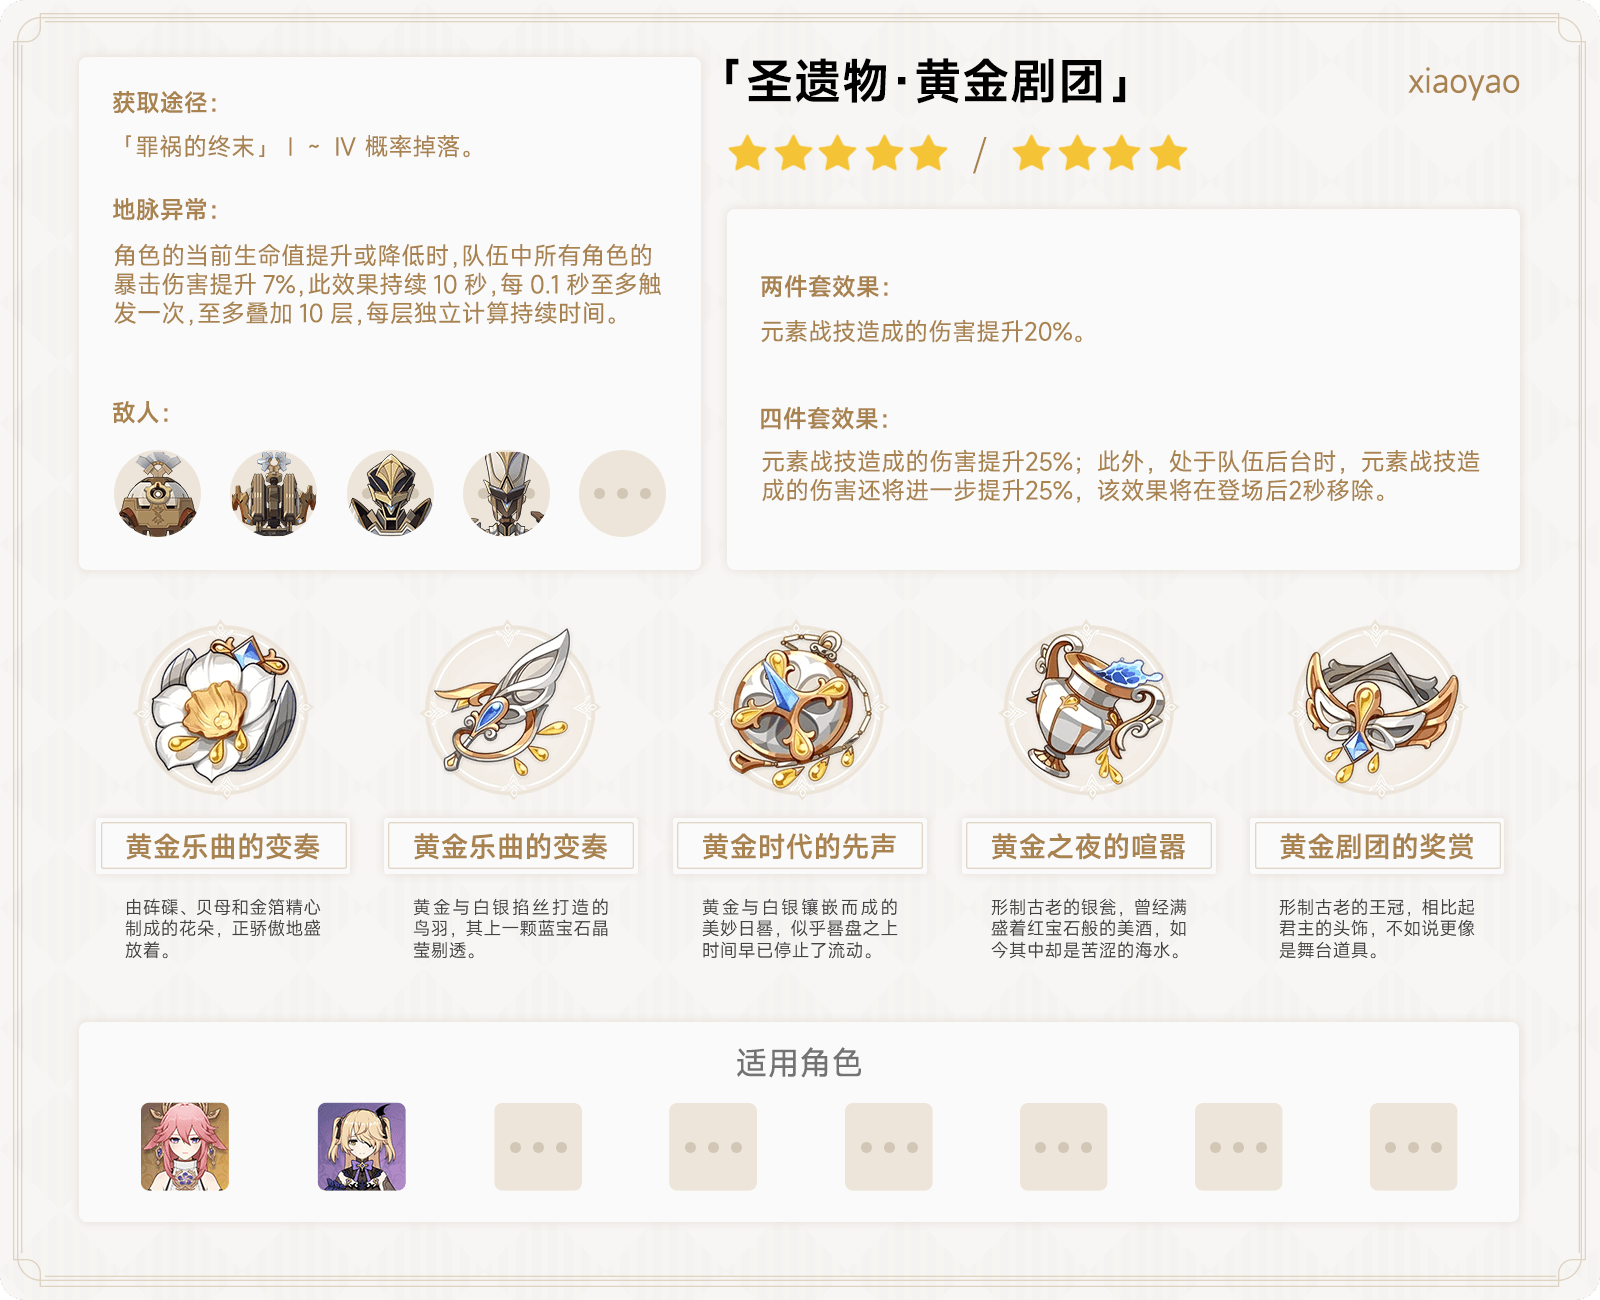 「圣遗物·黄金剧团」
xiaoyao
获取途径：
「罪祸的终末」 I ~ IV 概率掉落。
地脉异常：
角色的当前生命值提升或降低时，队伍中所有角色的
暴击伤害提升 7%，此效果持续 10 秒，每 0.1 秒至多触
发一次，至多叠加 10 层，每层独立计算持续时间。
敌人：
两件套效果：
元素战技造成的伤害提升20%。
四件套效果：
元素战技造成的伤害提升25%；此外，处于队伍后台时，元素战技造
成的伤害还将进一步提升25%，该效果将在登场后2秒移除。
黄金乐曲的变奏
由砗磲、贝母和金箔精心
制成的花朵，正骄傲地盛
放着。
黄金乐曲的变奏
黄金与白银掐丝打造的
鸟羽，其上一颗蓝宝石晶
莹剔透。
黄金时代的先声
黄金与白银镶嵌而成的
美妙日晷，似乎晷盘之上
时间早已停止了流动。
黄金之夜的喧嚣
形制古老的银瓮，曾经满
盛着红宝石般的美酒，如
今其中却是苦涩的海水。
黄金剧团的奖赏
形制古老的王冠，相比起
君主的头饰，不如说更像
是舞台道具。
适用角色